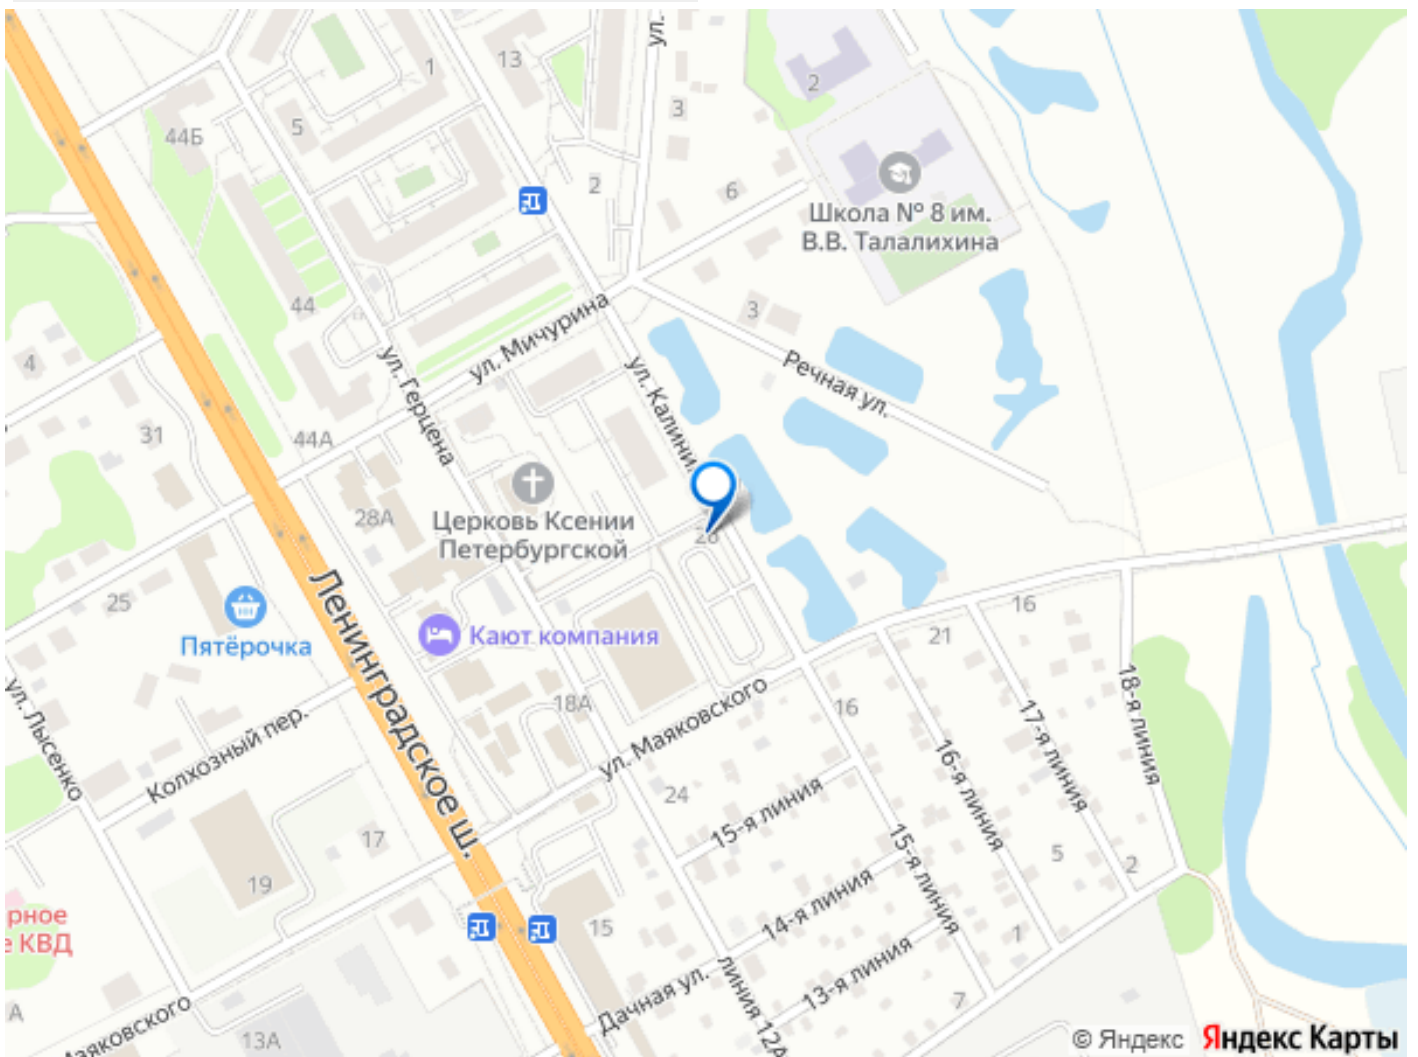 ул.
13
1
2
3
44Б
5
2
6
Школа № 8 им.
В.В. Талалихина
44
3
ул. Мичурина
4
ул. Герцена
ул. Калини
Речная ул.
31
44А
28А
Церковь Ксении
Петербургской
25
Пятёрочка
Кают компания
16
21
Ленинградское ш.
ул. Лысенко
Колхозный пер.
18А
ул. Маяковского
16
18-я линия
17-я линия
16-я линия
24
15-я линия
15-я линия
17
5
2
19
14-я линия
рное
е КВД
15
1
13-я линия
линия 12А
Дачная ул.
7
А
Маяковского
13А
© Яндекс Яндекс Карты